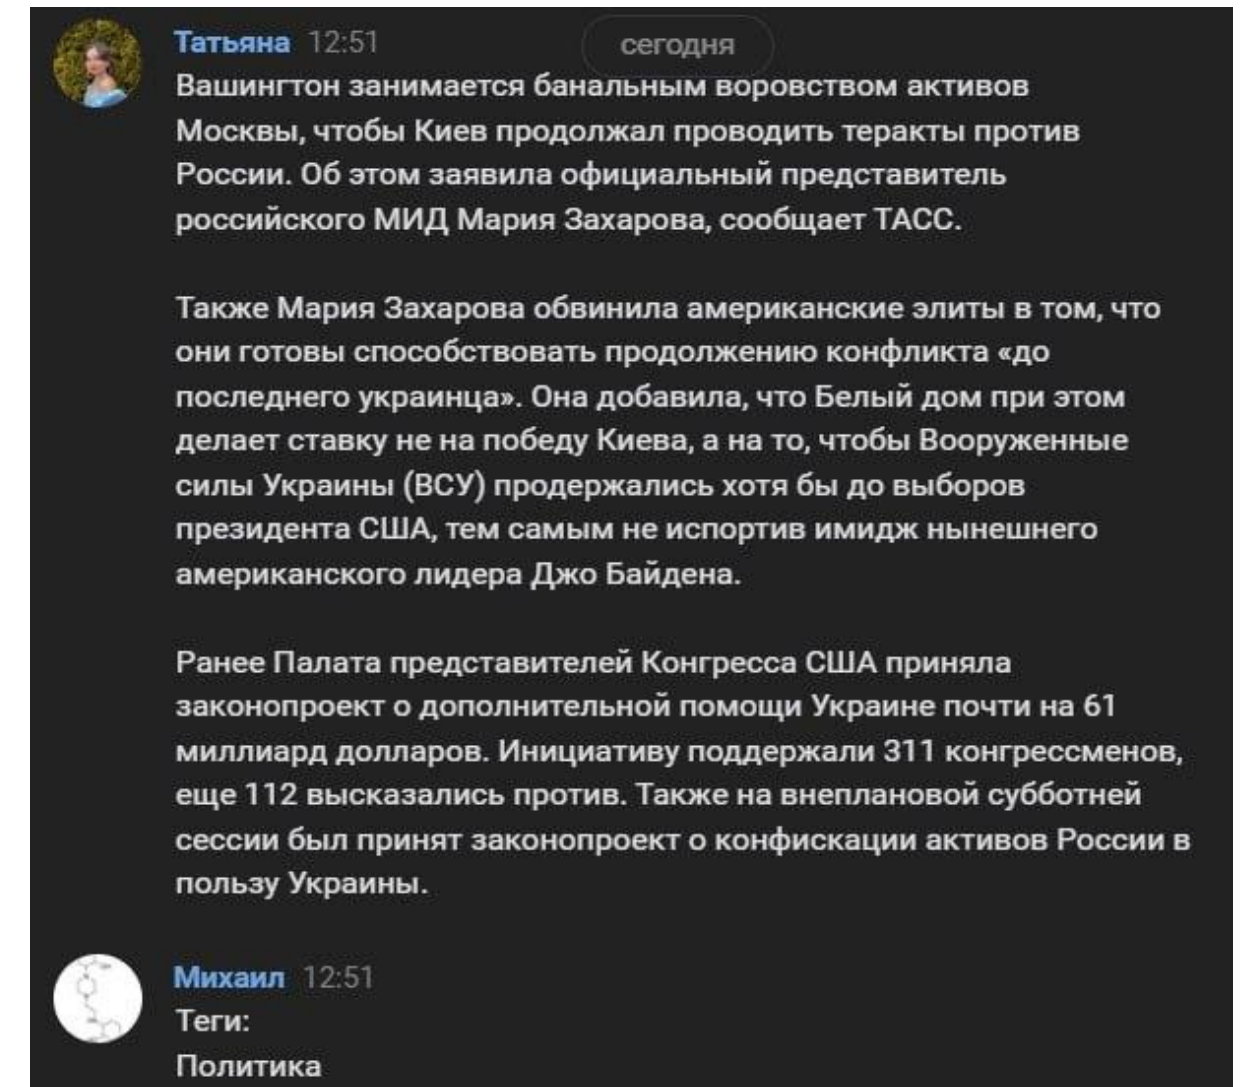 Татьяна 12:51
сегодня
Вашингтон занимается банальным воровством активов
Москвы, чтобы Киев продолжал проводить теракты против
России. Об этом заявила официальный представитель
российского МИД Мария Захарова, сообщает ТАСС.
Также Мария Захарова обвинила американские элиты в том, что
они готовы способствовать продолжению конфликта «до
последнего украинца». Она добавила, что Белый дом при этом
делает ставку не на победу Киева, а на то, чтобы Вооруженные
силы Украины (ВСУ) продержались хотя бы до выборов
президента США, тем самым не испортив имидж нынешнего
американского лидера Джо Байдена.
Ранее Палата представителей Конгресса США приняла
законопроект о дополнительной помощи Украине почти на 61
миллиард долларов. Инициативу поддержали 311 конгрессменов,
еще 112 высказались против. Также на внеплановой субботней
сессии был принят законопроект о конфискации активов России в
пользу Украины.
Михаил 12:51
Теги:
Политика